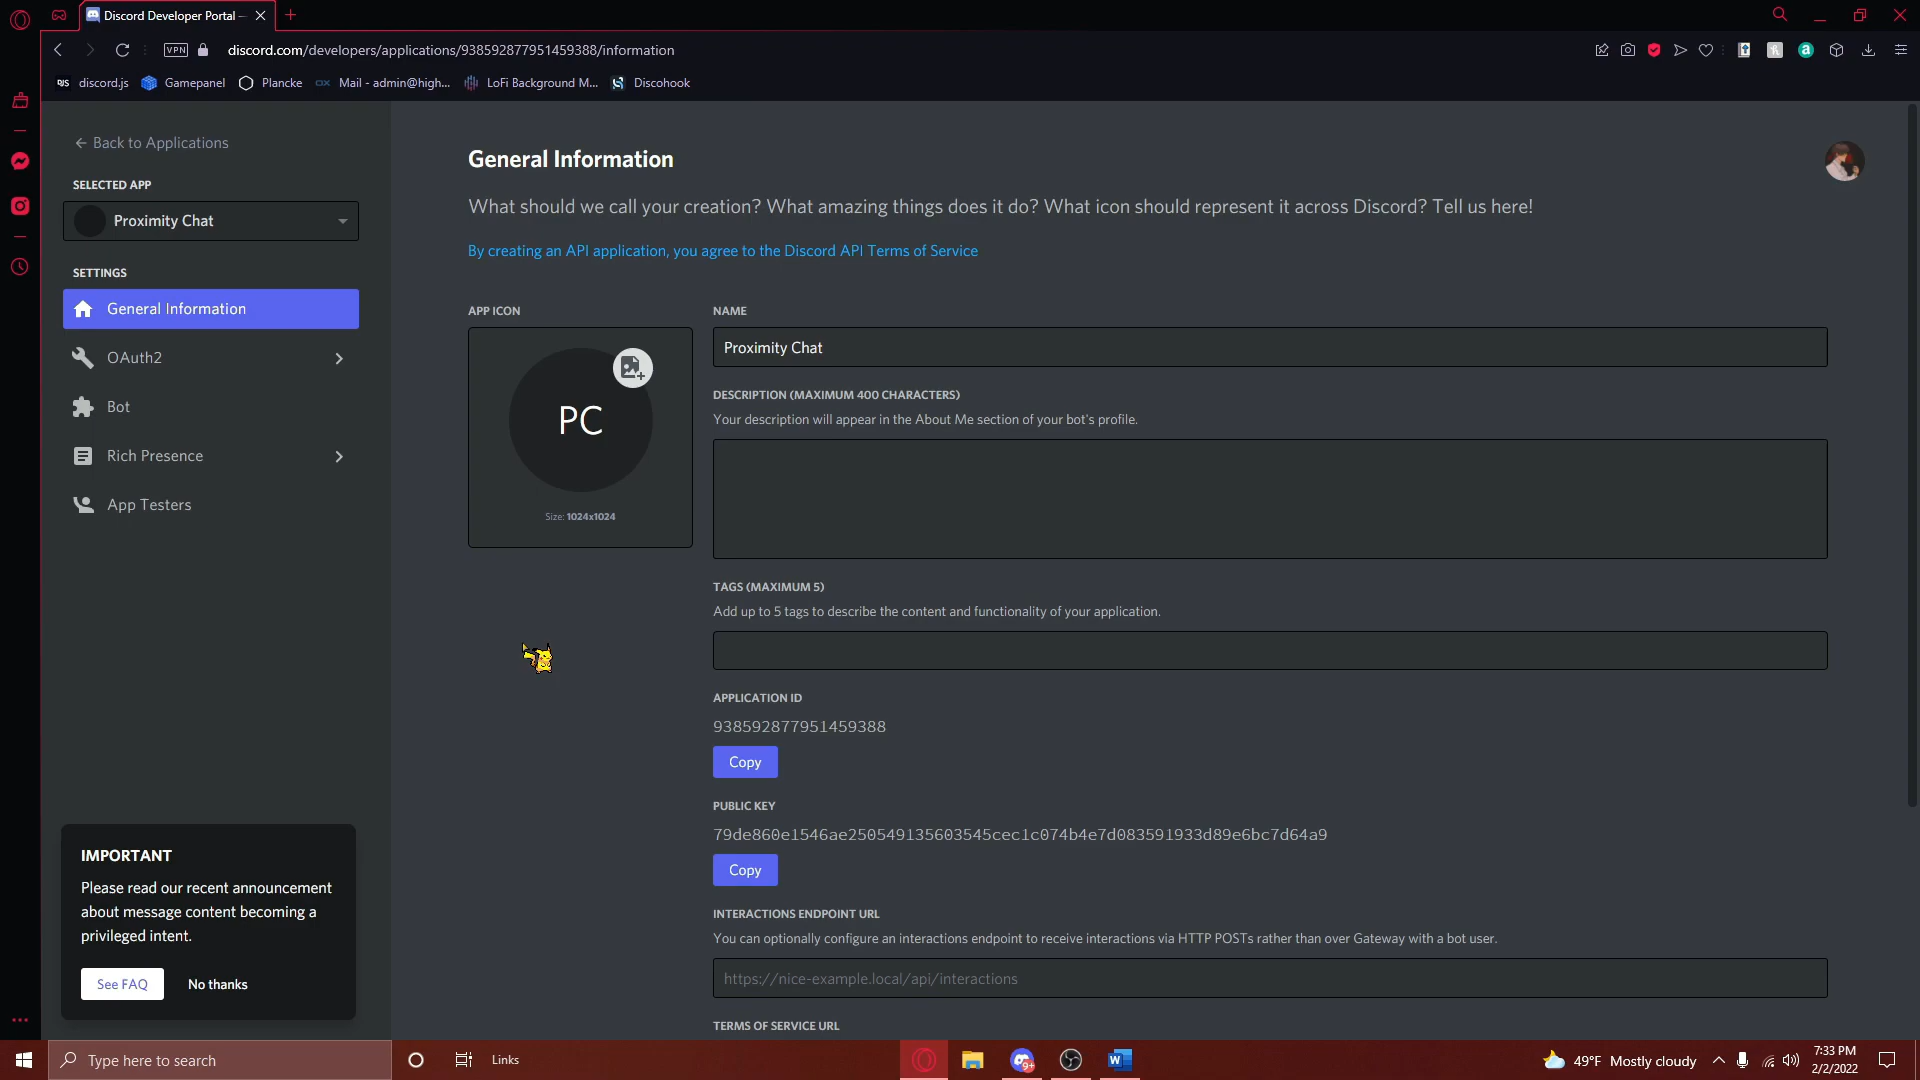 Discord Developer Portal —
VPN
discord.com/developers/applications/938592877951459388/information
DJS discord.js
Gamepanel
Plancke
OX Mail - admin@high...
LoFi Background M...
Discohook
← Back to Applications
SELECTED APP
Proximity Chat
SETTINGS
General Information
OAuth2
Bot
Rich Presence
App Testers
IMPORTANT
Please read our recent announcement
about message content becoming a
privileged intent.
See FAQ
No thanks
General Information
What should we call your creation? What amazing things does it do? What icon should represent it across Discord? Tell us here!
By creating an API application, you agree to the Discord API Terms of Service
APP ICON
PC
Size: 1024x1024
NAME
Proximity Chat
DESCRIPTION (MAXIMUM 400 CHARACTERS)
Your description will appear in the About Me section of your bot's profile.
TAGS (MAXIMUM 5)
Add up to 5 tags to describe the content and functionality of your application.
APPLICATION ID
938592877951459388
Copy
PUBLIC KEY
79de860e1546ae250549135603545cec1c074b4e7d083591933d89e6bc7d64a9
Copy
INTERACTIONS ENDPOINT URL
You can optionally configure an interactions endpoint to receive interactions via HTTP POSTs rather than over Gateway with a bot user.
https://nice-example.local/api/interactions
TERMS OF SERVICE URL
Type here to search
Links
9+
W
49°F Mostly cloudy
7:33 PM
2/2/2022